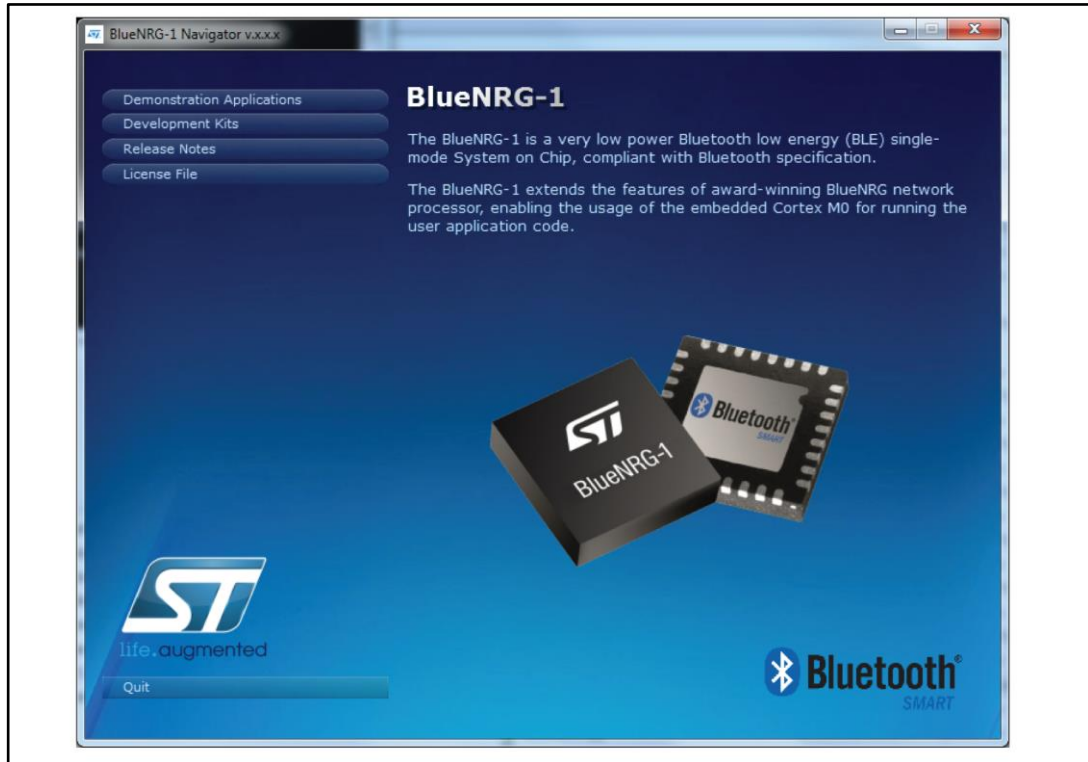 BlueNRG-1 Navigator v.x.x.x
Demonstration Applications
Development Kits
Release Notes
License File
BlueNRG-1
The BlueNRG-1 is a very low power Bluetooth low energy (BLE) single-
mode System on Chip, compliant with Bluetooth specification.
The BlueNRG-1 extends the features of award-winning BlueNRG network
processor, enabling the usage of the embedded Cortex M0 for running the
user application code.
ST
BlueNRG-1
Bluetooth®
SMART
ST
life.augmented
Quit
Bluetooth®
SMART